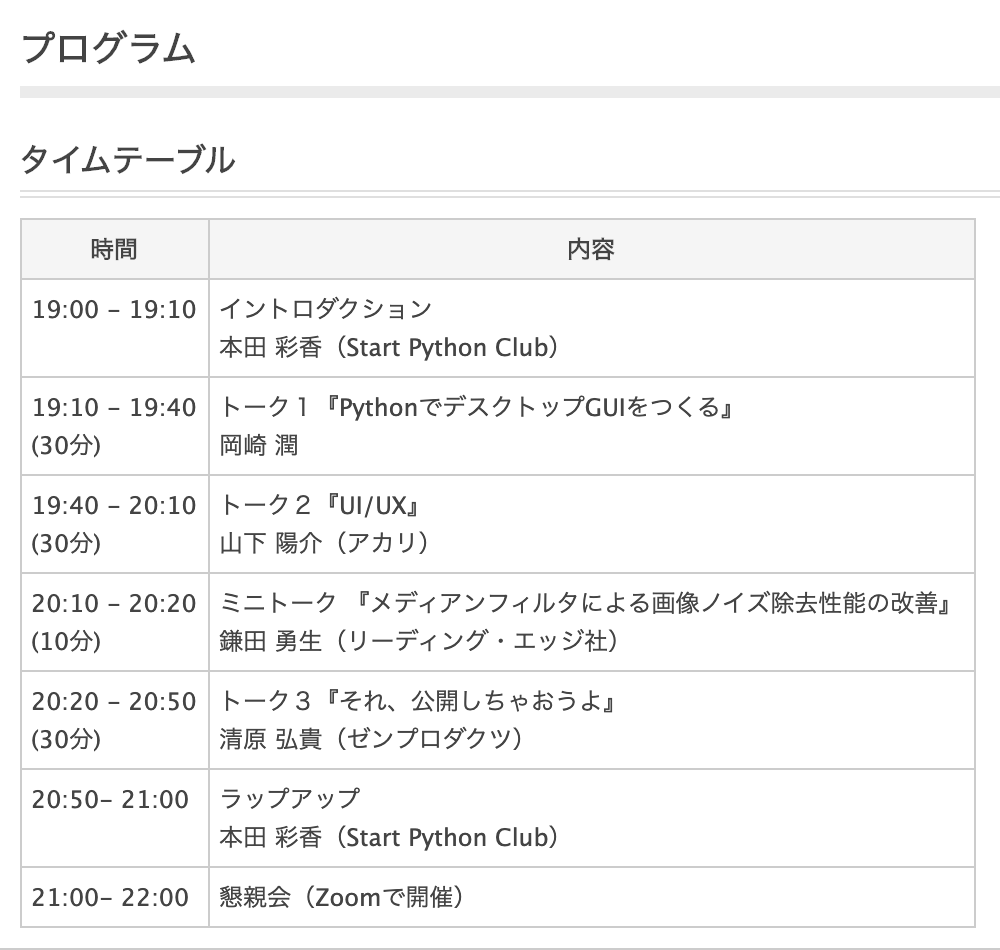 プログラム
タイムテーブル
時間
内容
19:00 – 19:10
イントロダクション
本田 彩香（Start Python Club）
19:10 – 19:40
(30分)
トーク１『PythonでデスクトップGUIをつくる』
岡崎 潤
19:40 – 20:10
(30分)
トーク２『UI/UX』
山下 陽介（アカリ）
20:10 – 20:20
(10分)
ミニトーク 『メディアンフィルタによる画像ノイズ除去性能の改善』
鎌田 勇生（リーディング・エッジ社）
20:20 – 20:50
(30分)
トーク３『それ、公開しちゃおうよ』
清原 弘貴（ゼンプロダクツ）
20:50– 21:00
ラップアップ
本田 彩香（Start Python Club）
21:00– 22:00
懇親会（Zoomで開催）